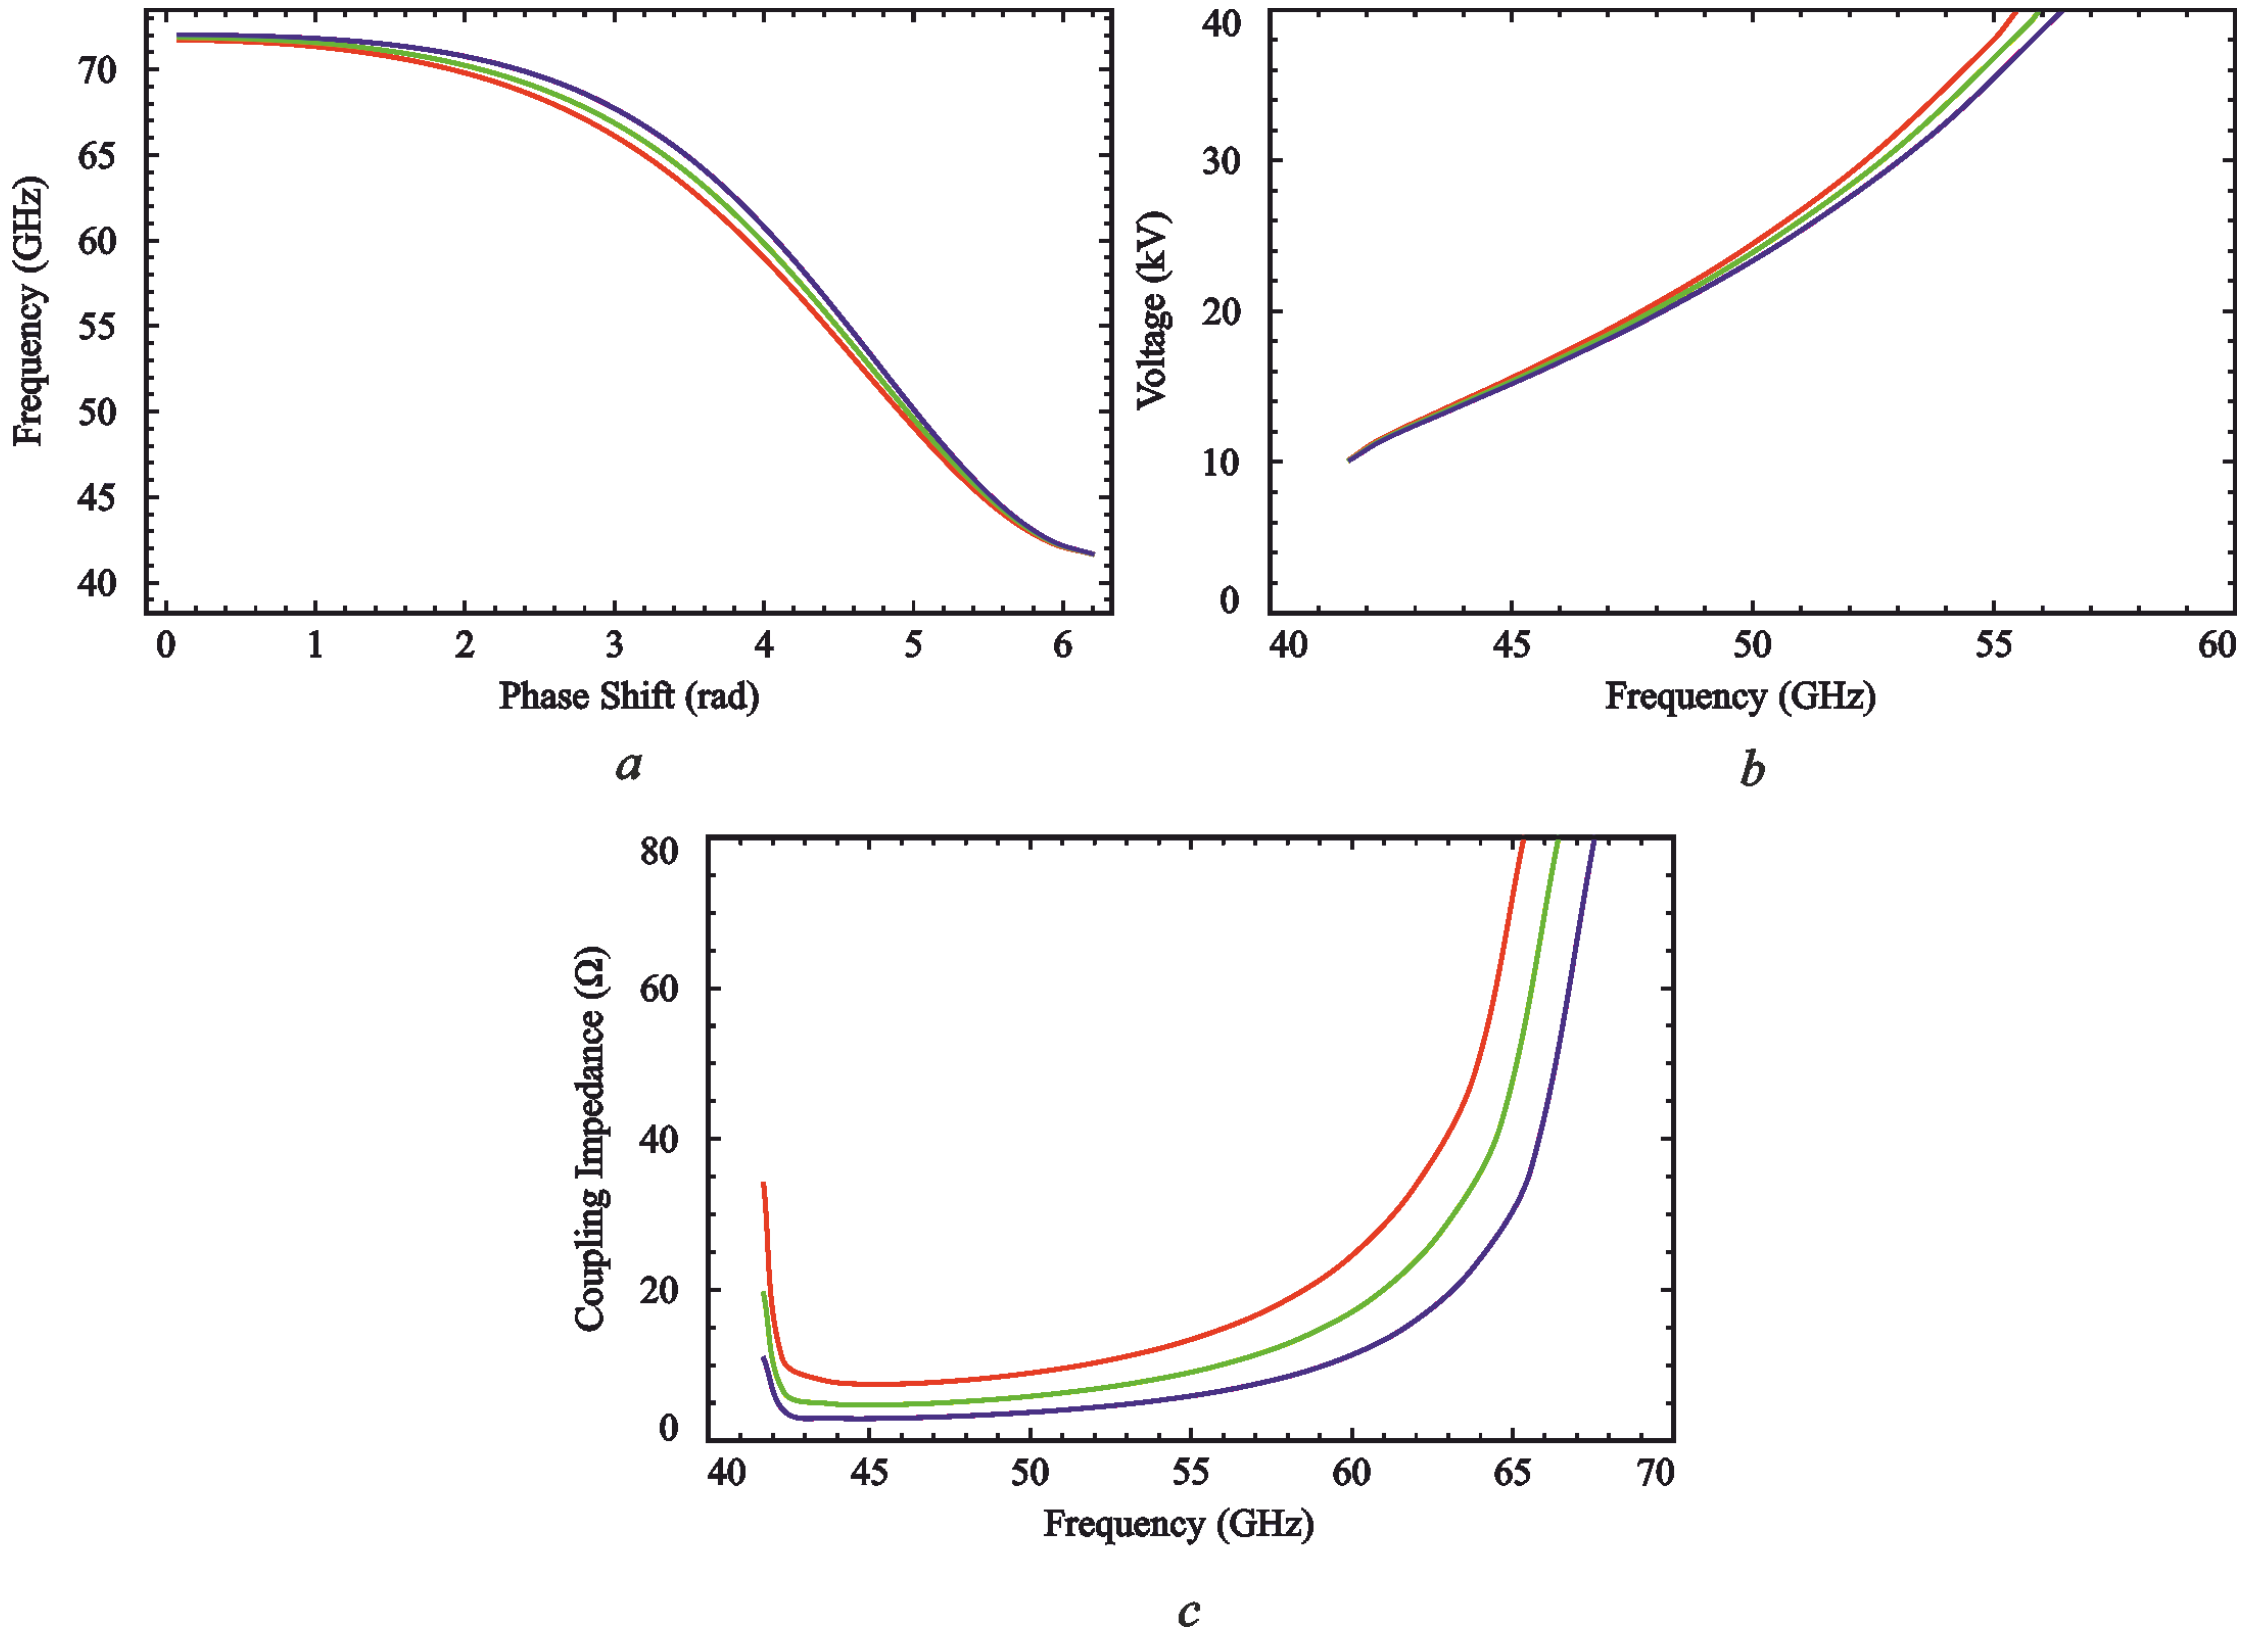 70
65
60
55
50
45
40
Frequency (GHz)
0 1 2 3 4 5 6
Phase Shift (rad)
a
40
30
20
10
0
Voltage (kV)
40 45 50 55 60
Frequency (GHz)
b
80
60
40
20
0
Coupling Impedance (Ω)
40 45 50 55 60 65 70
Frequency (GHz)
c